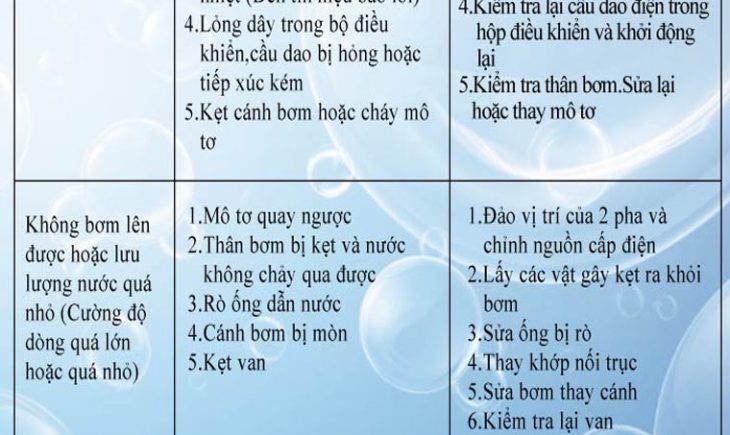 4.Lỏng dây trong bộ điều
khiển,cầu dao bị hỏng hoặc
tiếp xúc kém
5.Kẹt cánh bơm hoặc cháy mô
tơ
4.Kiểm tra lại cầu dao điện trong
hộp điều khiển và khởi động
lại
5.Kiểm tra thân bơm.Sửa lại
hoặc thay mô tơ
Không bơm lên
được hoặc lưu
lượng nước quá
nhỏ (Cường độ
dòng quá lớn
hoặc quá nhỏ)
1.Mô tơ quay ngược
2.Thân bơm bị kẹt và nước
không chảy qua được
3.Rò ống dẫn nước
4.Cánh bơm bị mòn
5.Kẹt van
1.Đảo vị trí của 2 pha và
chỉnh nguồn cấp điện
2.Lấy các vật gây kẹt ra khỏi
bơm
3.Sửa ống bị rò
4.Thay khớp nối trục
5.Sửa bơm thay cánh
6.Kiểm tra lại van